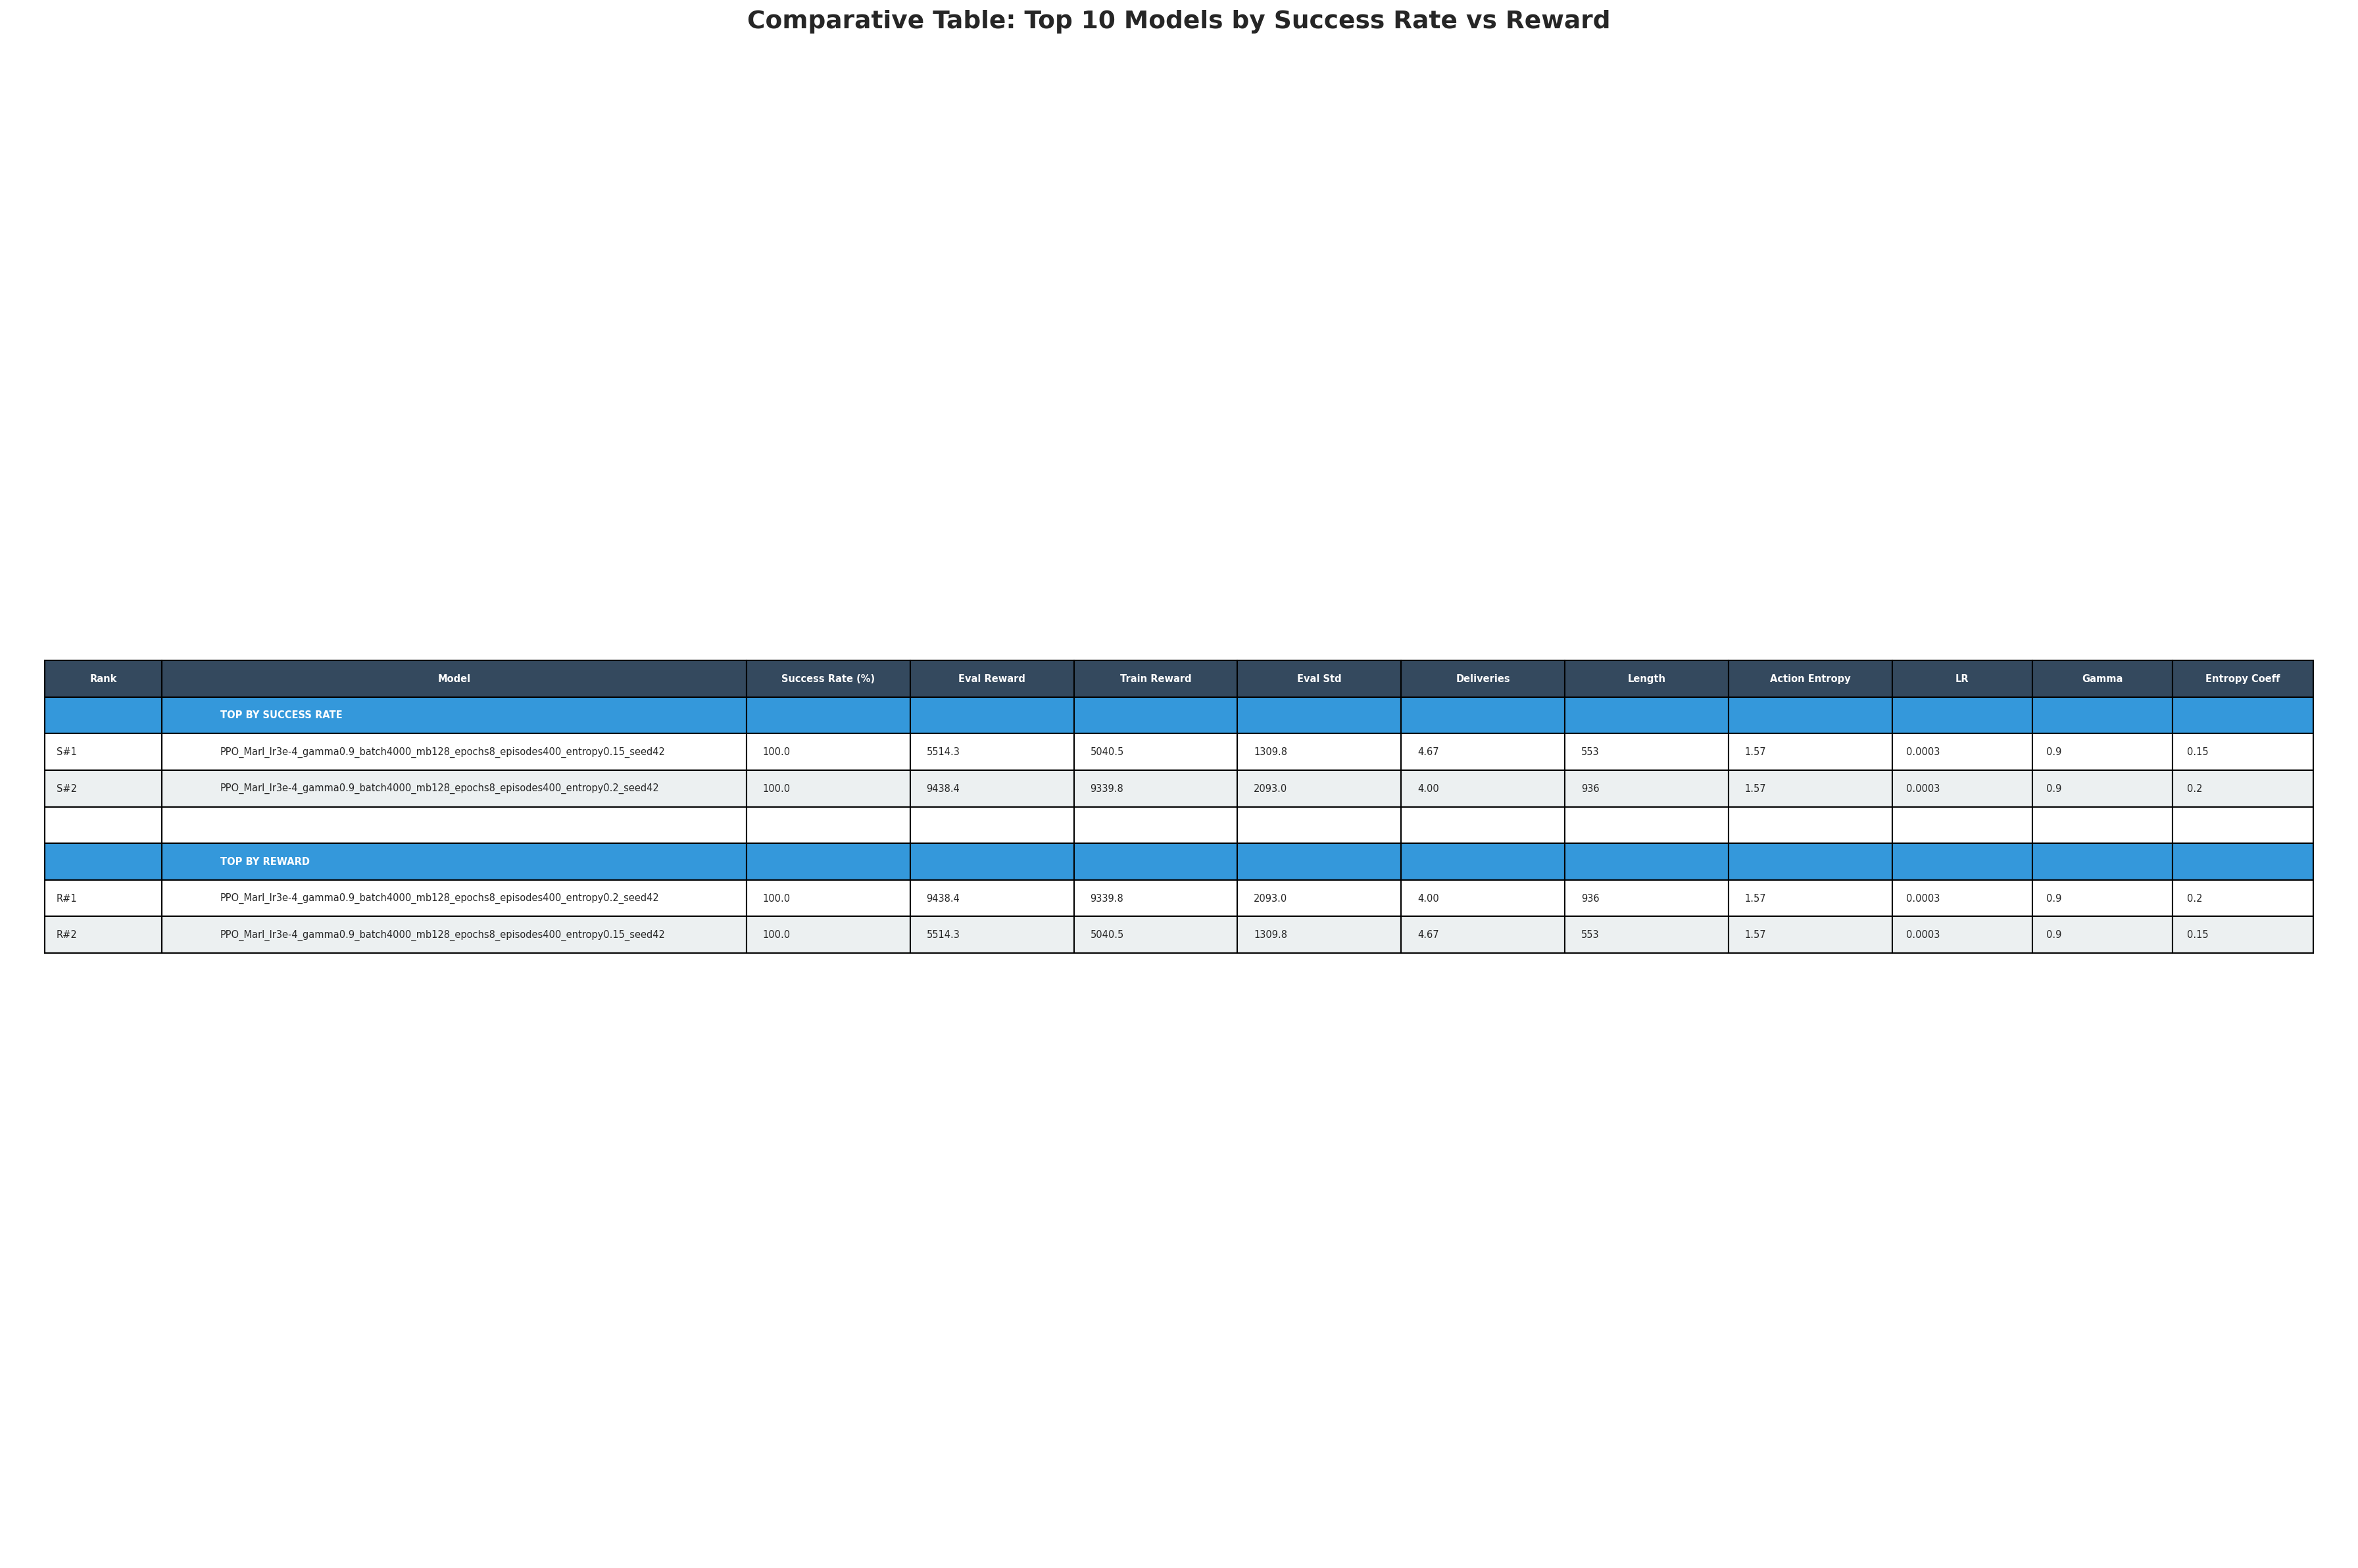 Comparative Table: Top 10 Models by Success Rate vs Reward
Rank Model Success Rate (%) Eval Reward Train Reward Eval Std Deliveries Length Action Entropy LR Gamma Entropy Coeff
TOP BY SUCCESS RATE
S#1 PPO_Marl_lr3e-4_gamma0.9_batch4000_mb128_epochs8_episodes400_entropy0.15_seed42 100.0 5514.3 5040.5 1309.8 4.67 553 1.57 0.0003 0.9 0.15
S#2 PPO_Marl_lr3e-4_gamma0.9_batch4000_mb128_epochs8_episodes400_entropy0.2_seed42 100.0 9438.4 9339.8 2093.0 4.00 936 1.57 0.0003 0.9 0.2
TOP BY REWARD
R#1 PPO_Marl_lr3e-4_gamma0.9_batch4000_mb128_epochs8_episodes400_entropy0.2_seed42 100.0 9438.4 9339.8 2093.0 4.00 936 1.57 0.0003 0.9 0.2
R#2 PPO_Marl_lr3e-4_gamma0.9_batch4000_mb128_epochs8_episodes400_entropy0.15_seed42 100.0 5514.3 5040.5 1309.8 4.67 553 1.57 0.0003 0.9 0.15